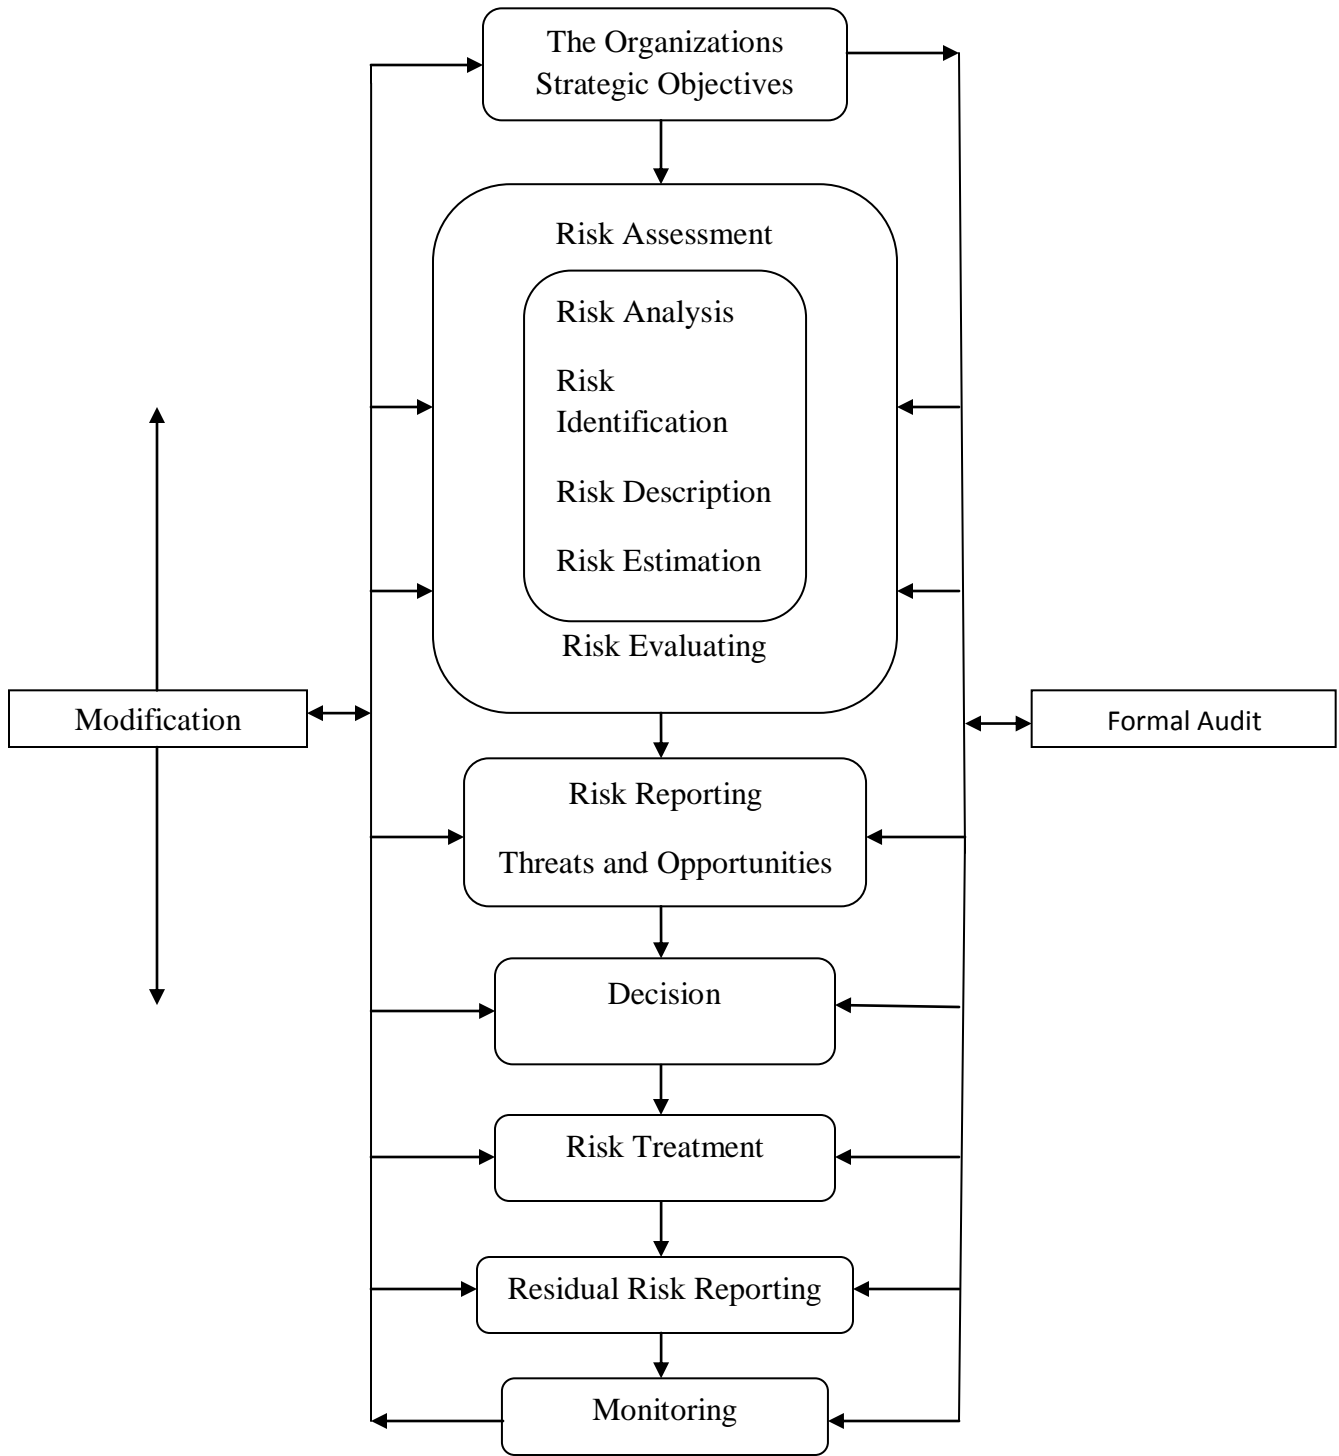 The Organizations
Strategic Objectives
Risk Assessment
Risk Analysis
Risk
Identification
Risk Description
Risk Estimation
Risk Evaluating
Modification
Formal Audit
Risk Reporting
Threats and Opportunities
Decision
Risk Treatment
Residual Risk Reporting
Monitoring